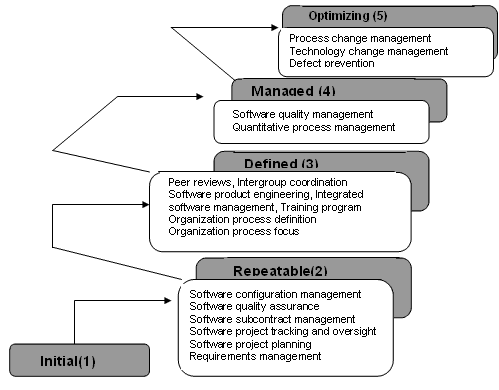 Optimizing (5)
Process change management
Technology change management
Defect prevention
Managed (4)
Software quality management
Quantitative process management
Defined (3)
Peer reviews, Intergroup coordination
Software product engineering, Integrated
software management, Training program
Organization process definition
Organization process focus
Repeatable(2)
Software configuration management
Software quality assurance
Software subcontract management
Software project tracking and oversight
Software project planning
Requirements management
Initial(1)